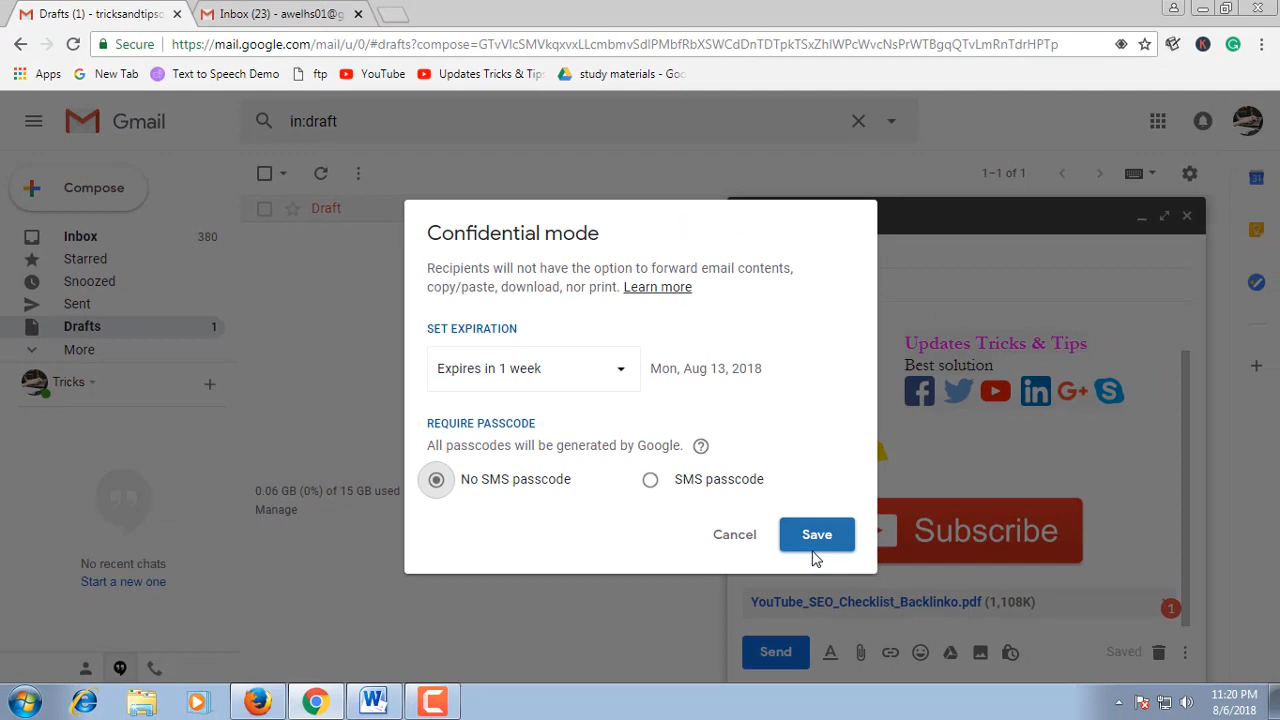 Drafts (1) - tricksandtipsc
Inbox (23) - awelhs01@g
Secure
https://mail.google.com/mail/u/0/#drafts?compose=GTvVlcSMVkqxvxLLcmbmvSdlPMbfRbXSWCdDnTDTpkTsxZhlWPcWvcNsPrWTBgqQTvLmRnTdrHPTp
Apps
New Tab
Text to Speech Demo
ftp
YouTube
Updates Tricks & Tips
study materials - Goo
Gmail
in:draft
Compose
1–1 of 1
Draft
Inbox 380
Starred
Snoozed
Sent
Drafts 1
More
Tricks
0.06 GB (0%) of 15 GB used
Manage
No recent chats
Start a new one
Confidential mode
Recipients will not have the option to forward email contents,
copy/paste, download, nor print. Learn more
SET EXPIRATION
Expires in 1 week
Mon, Aug 13, 2018
REQUIRE PASSCODE
All passcodes will be generated by Google.
No SMS passcode
SMS passcode
Cancel
Save
Updates Tricks & Tips
Best solution
Subscribe
YouTube_SEO_Checklist_Backlinko.pdf (1,108K)
1
Send
Saved
11:20 PM
8/6/2018